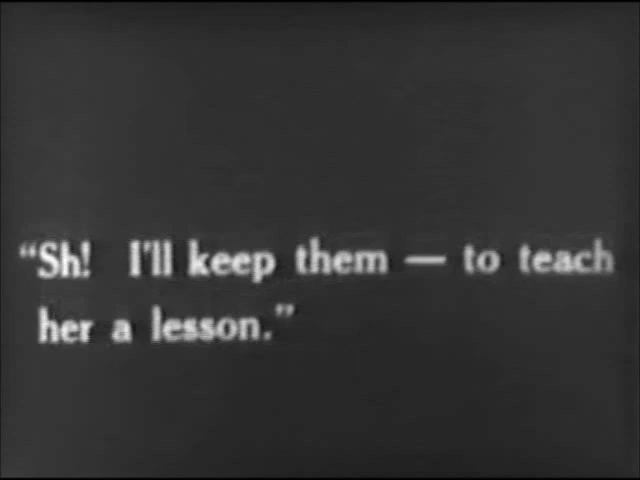 “Sh! I'll keep them — to teach
her a lesson.”